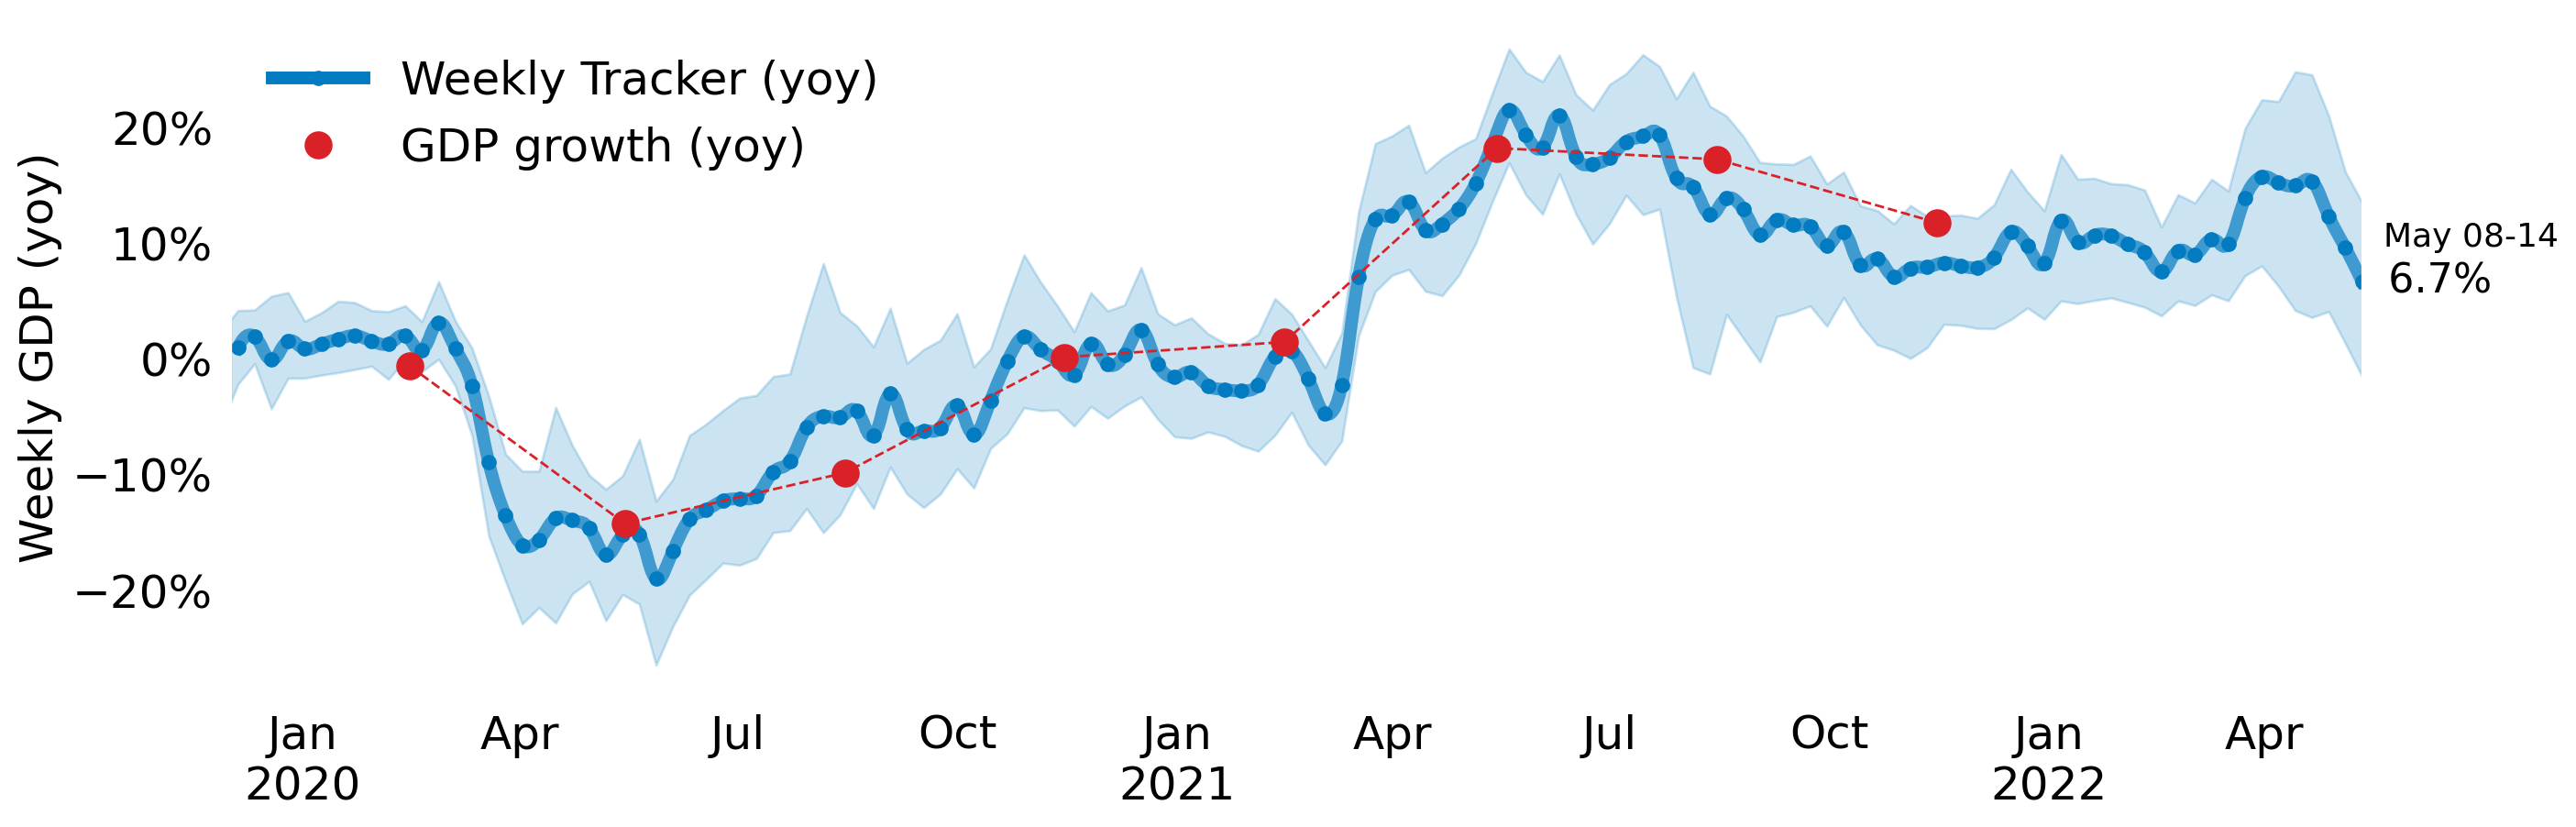 Weekly Tracker (yoy)
GDP growth (yoy)
Weekly GDP (yoy)
20%
10%
0%
−10%
−20%
May 08-14
6.7%
Jan
2020
Apr
Jul
Oct
Jan
2021
Apr
Jul
Oct
Jan
2022
Apr